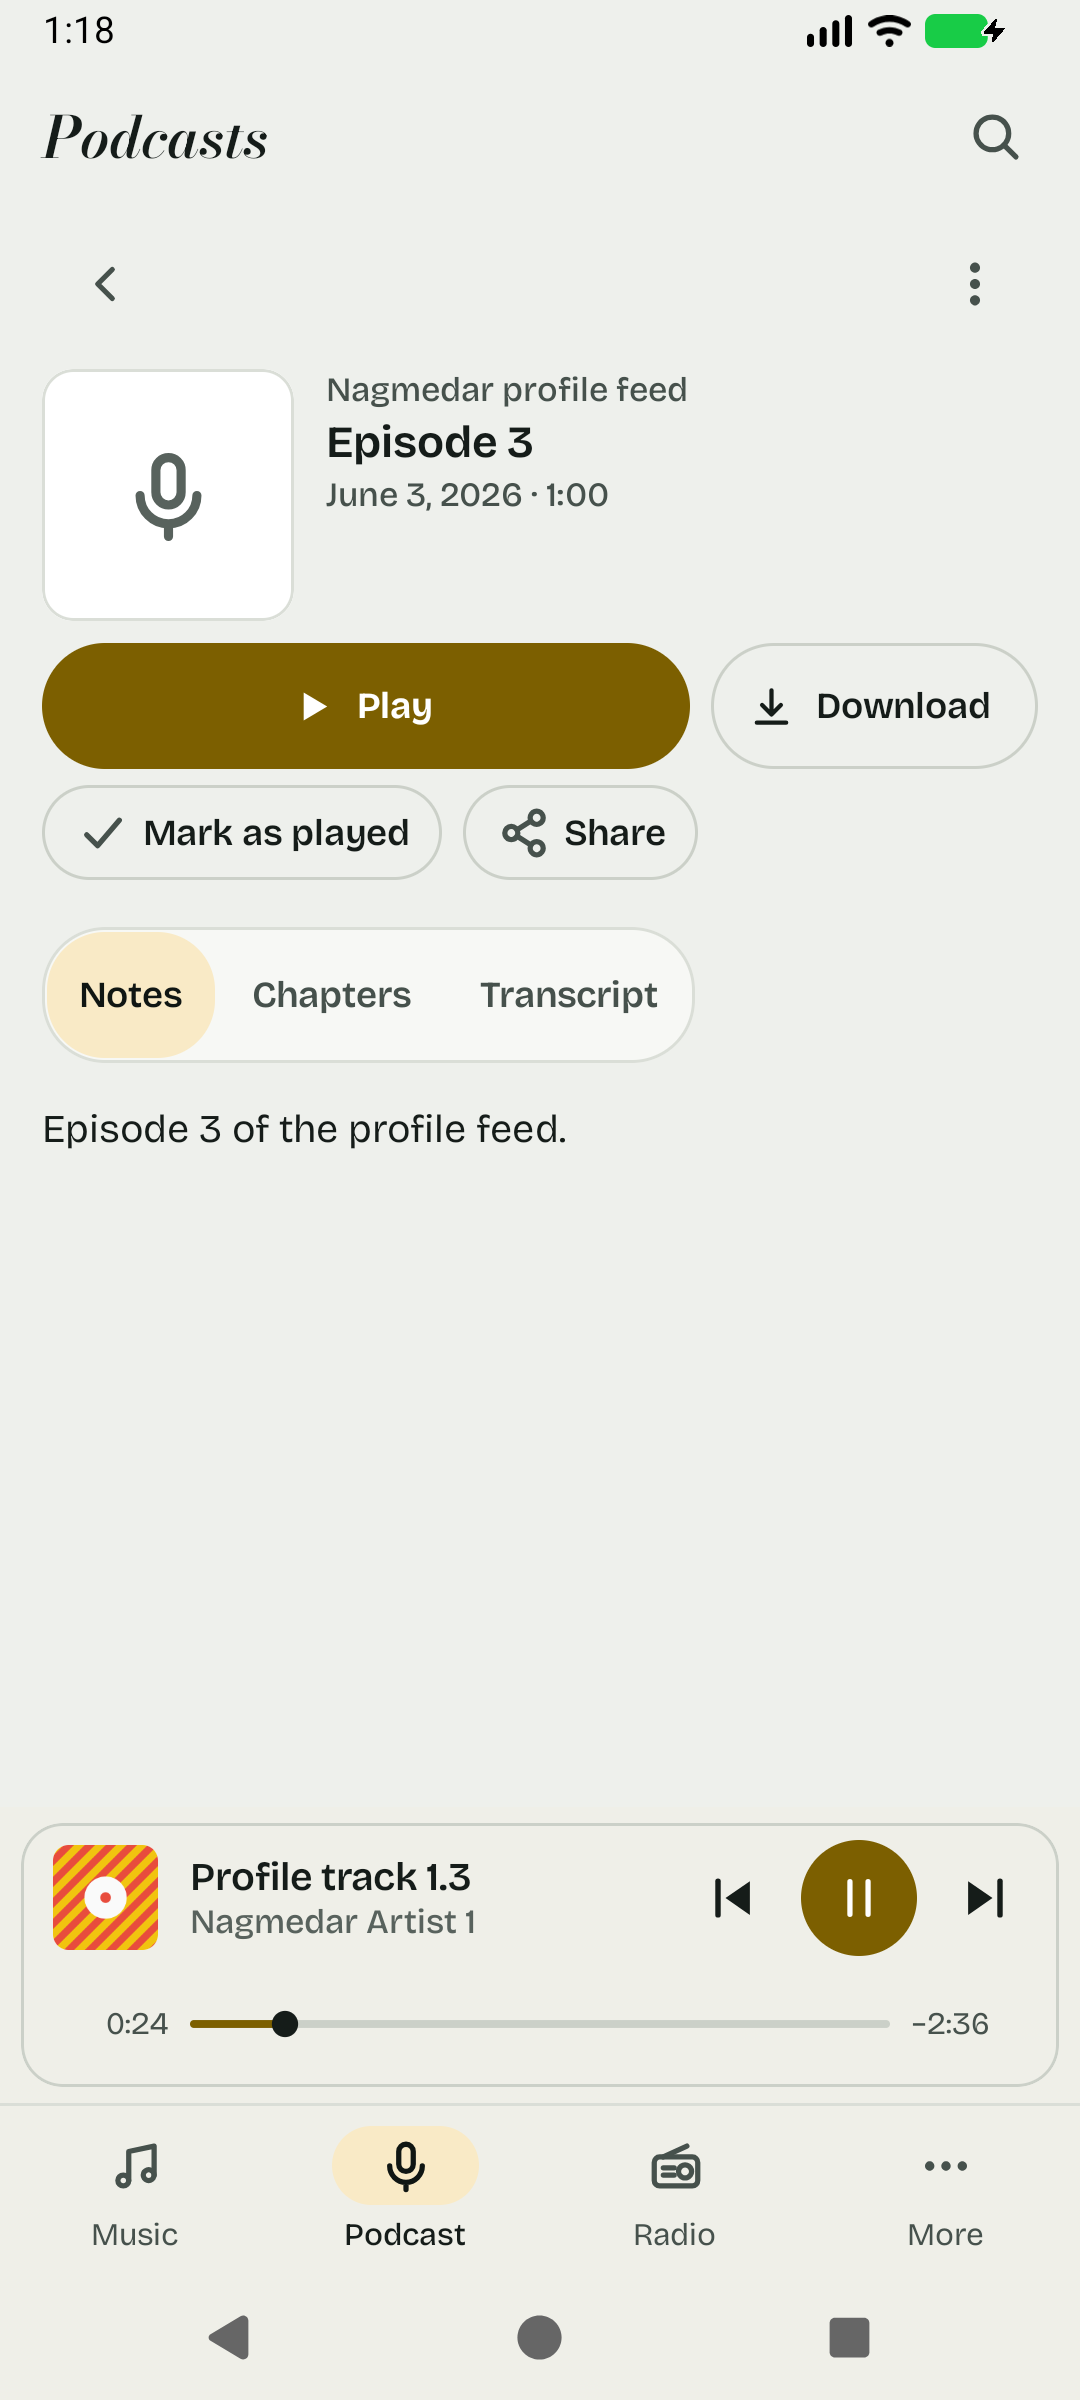 1:18
Podcasts
Nagmedar profile feed
Episode 3
June 3, 2026 · 1:00
Play
Download
Mark as played
Share
Notes
Chapters
Transcript
Episode 3 of the profile feed.
Profile track 1.3
Nagmedar Artist 1
0:24
−2:36
Music
Podcast
Radio
More